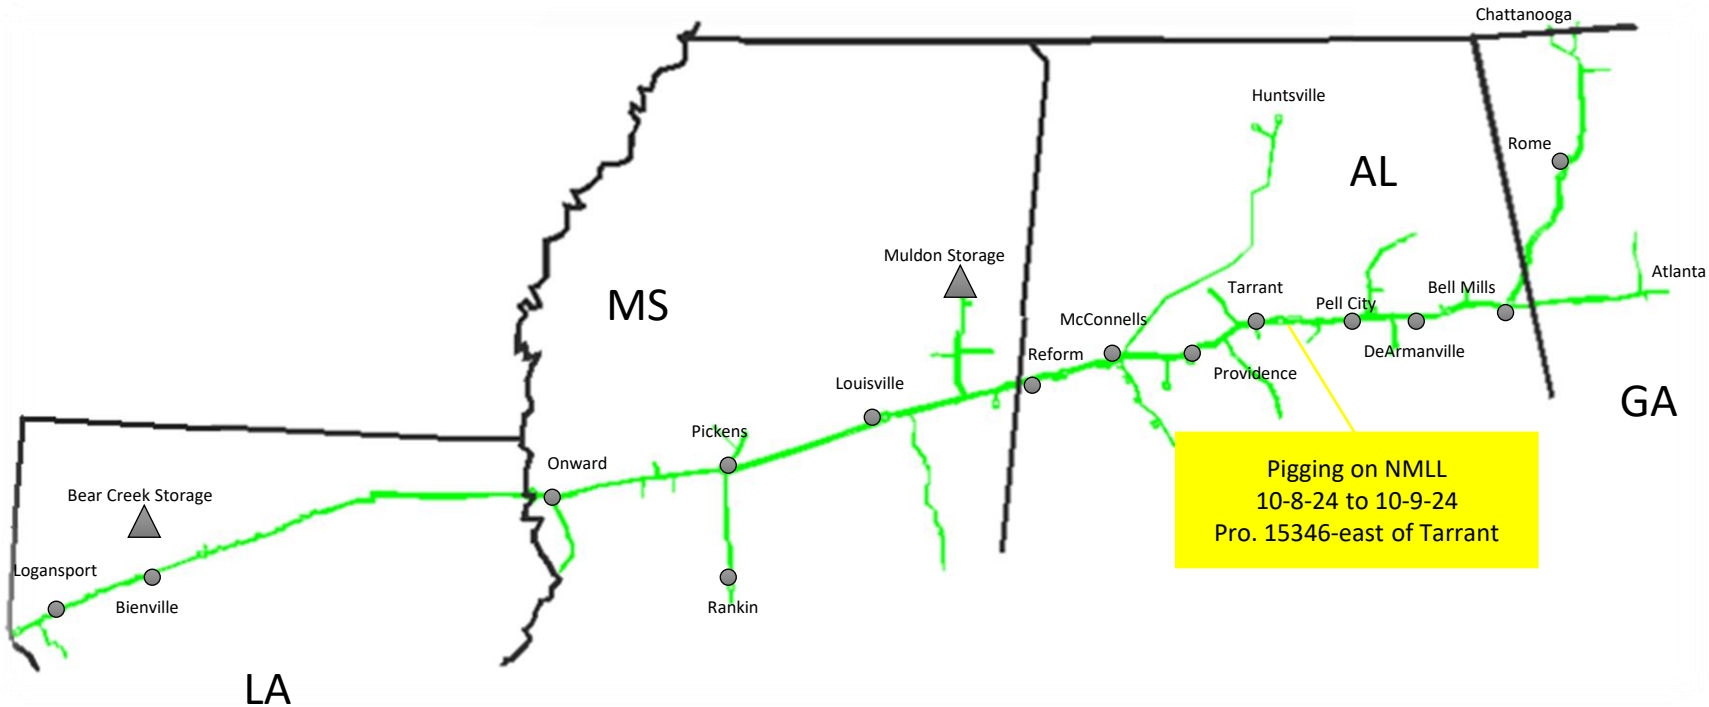 Chattanooga
Huntsville
Rome
AL
Muldon Storage
Atlanta
MS
Tarrant
Bell Mills
Pell City
McConnells
Reform
DeArmanville
Providence
Louisville
GA
Pickens
Onward
Pigging on NMLL
10-8-24 to 10-9-24
Pro. 15346-east of Tarrant
Bear Creek Storage
Logansport
Bienville
Rankin
LA